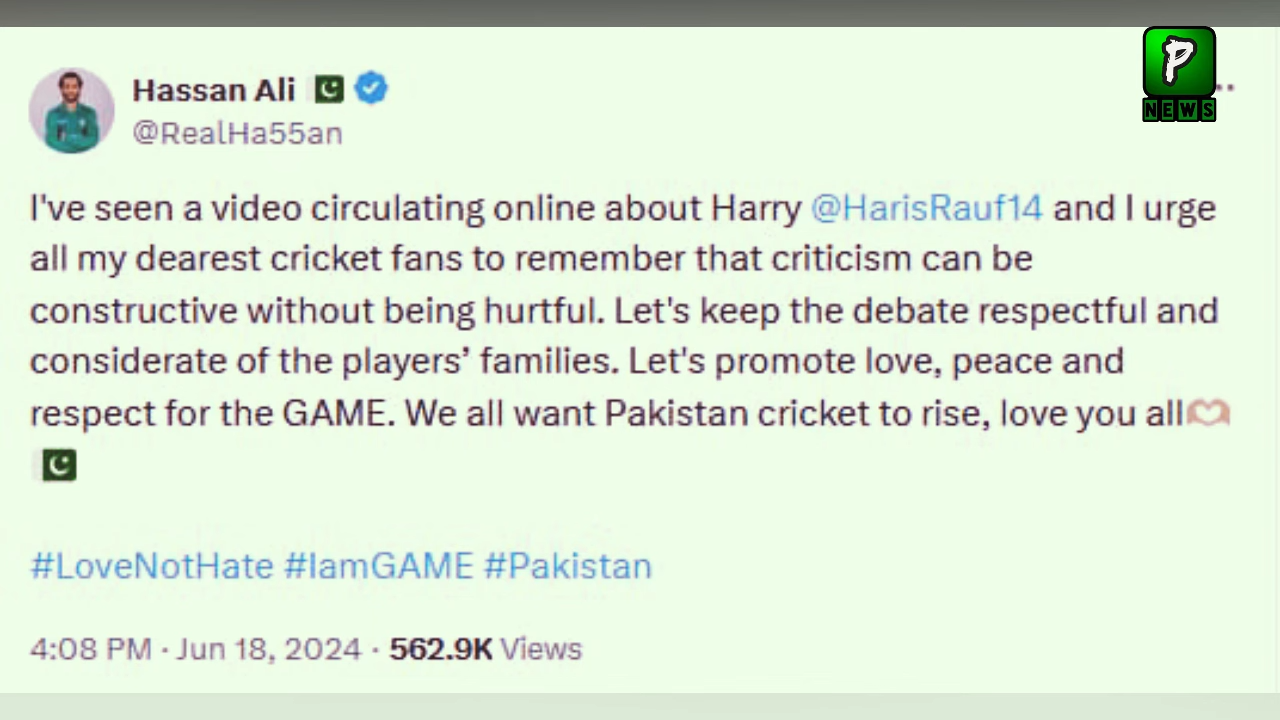 Hassan Ali 🇵🇰
@RealHa55an
P
NEWS
I've seen a video circulating online about Harry @HarisRauf14 and I urge
all my dearest cricket fans to remember that criticism can be
constructive without being hurtful. Let's keep the debate respectful and
considerate of the players’ families. Let's promote love, peace and
respect for the GAME. We all want Pakistan cricket to rise, love you all🫶🏼
🇵🇰
#LoveNotHate #IamGAME #Pakistan
4:08 PM · Jun 18, 2024 · 562.9K Views